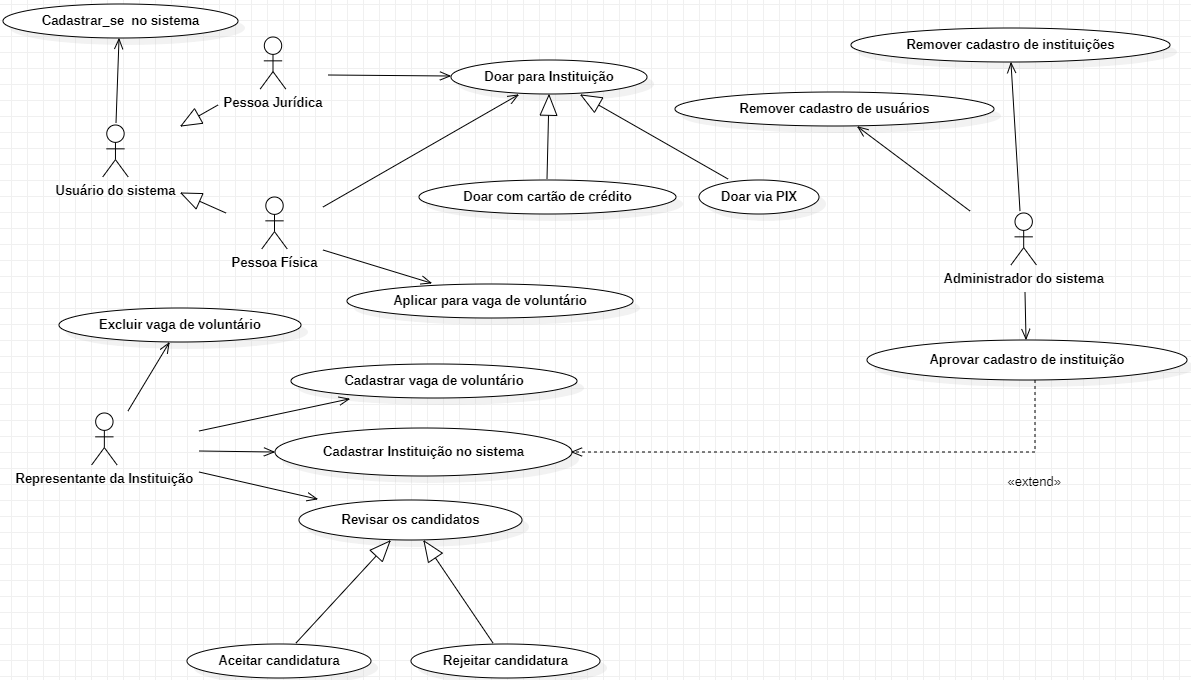 Cadastrar_se no sistema
Pessoa Jurídica
Usuário do sistema
Doar para Instituição
Remover cadastro de instituições
Remover cadastro de usuários
Doar com cartão de crédito
Doar via PIX
Pessoa Física
Administrador do sistema
Aplicar para vaga de voluntário
Excluir vaga de voluntário
Aprovar cadastro de instituição
Cadastrar vaga de voluntário
Cadastrar Instituição no sistema
Representante da Instituição
«extend»
Revisar os candidatos
Aceitar candidatura
Rejeitar candidatura